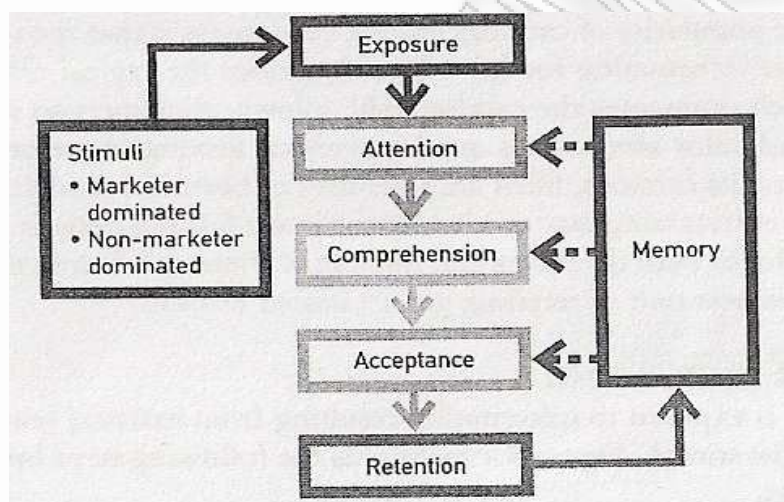 Exposure
Stimuli
• Marketer
dominated
• Non-marketer
dominated
Attention
Comprehension
Acceptance
Retention
Memory